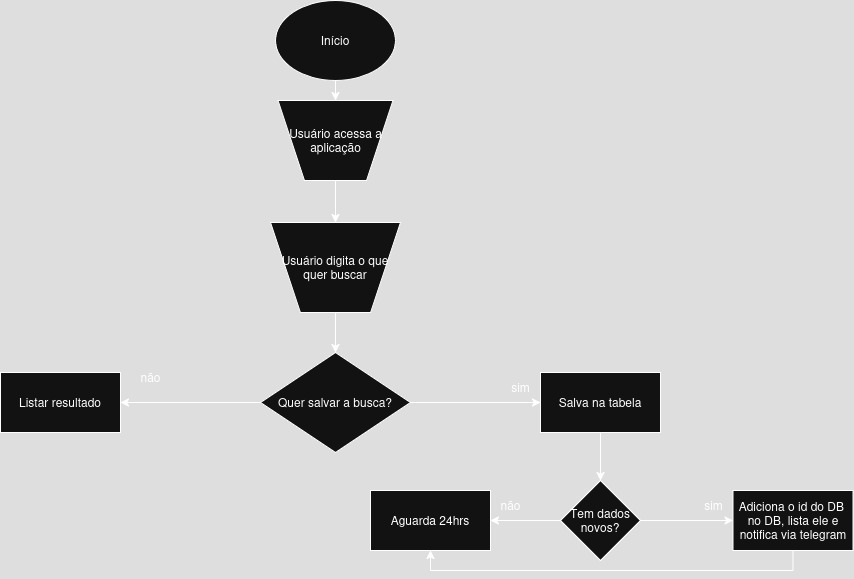 Início
Usuário acessa a
aplicação
Usuário digita o que
quer buscar
não
sim
Listar resultado
Quer salvar a busca?
Salva na tabela
não
sim
Aguarda 24hrs
Tem dados
novos?
Adiciona o id do DB
no DB, lista ele e
notifica via telegram